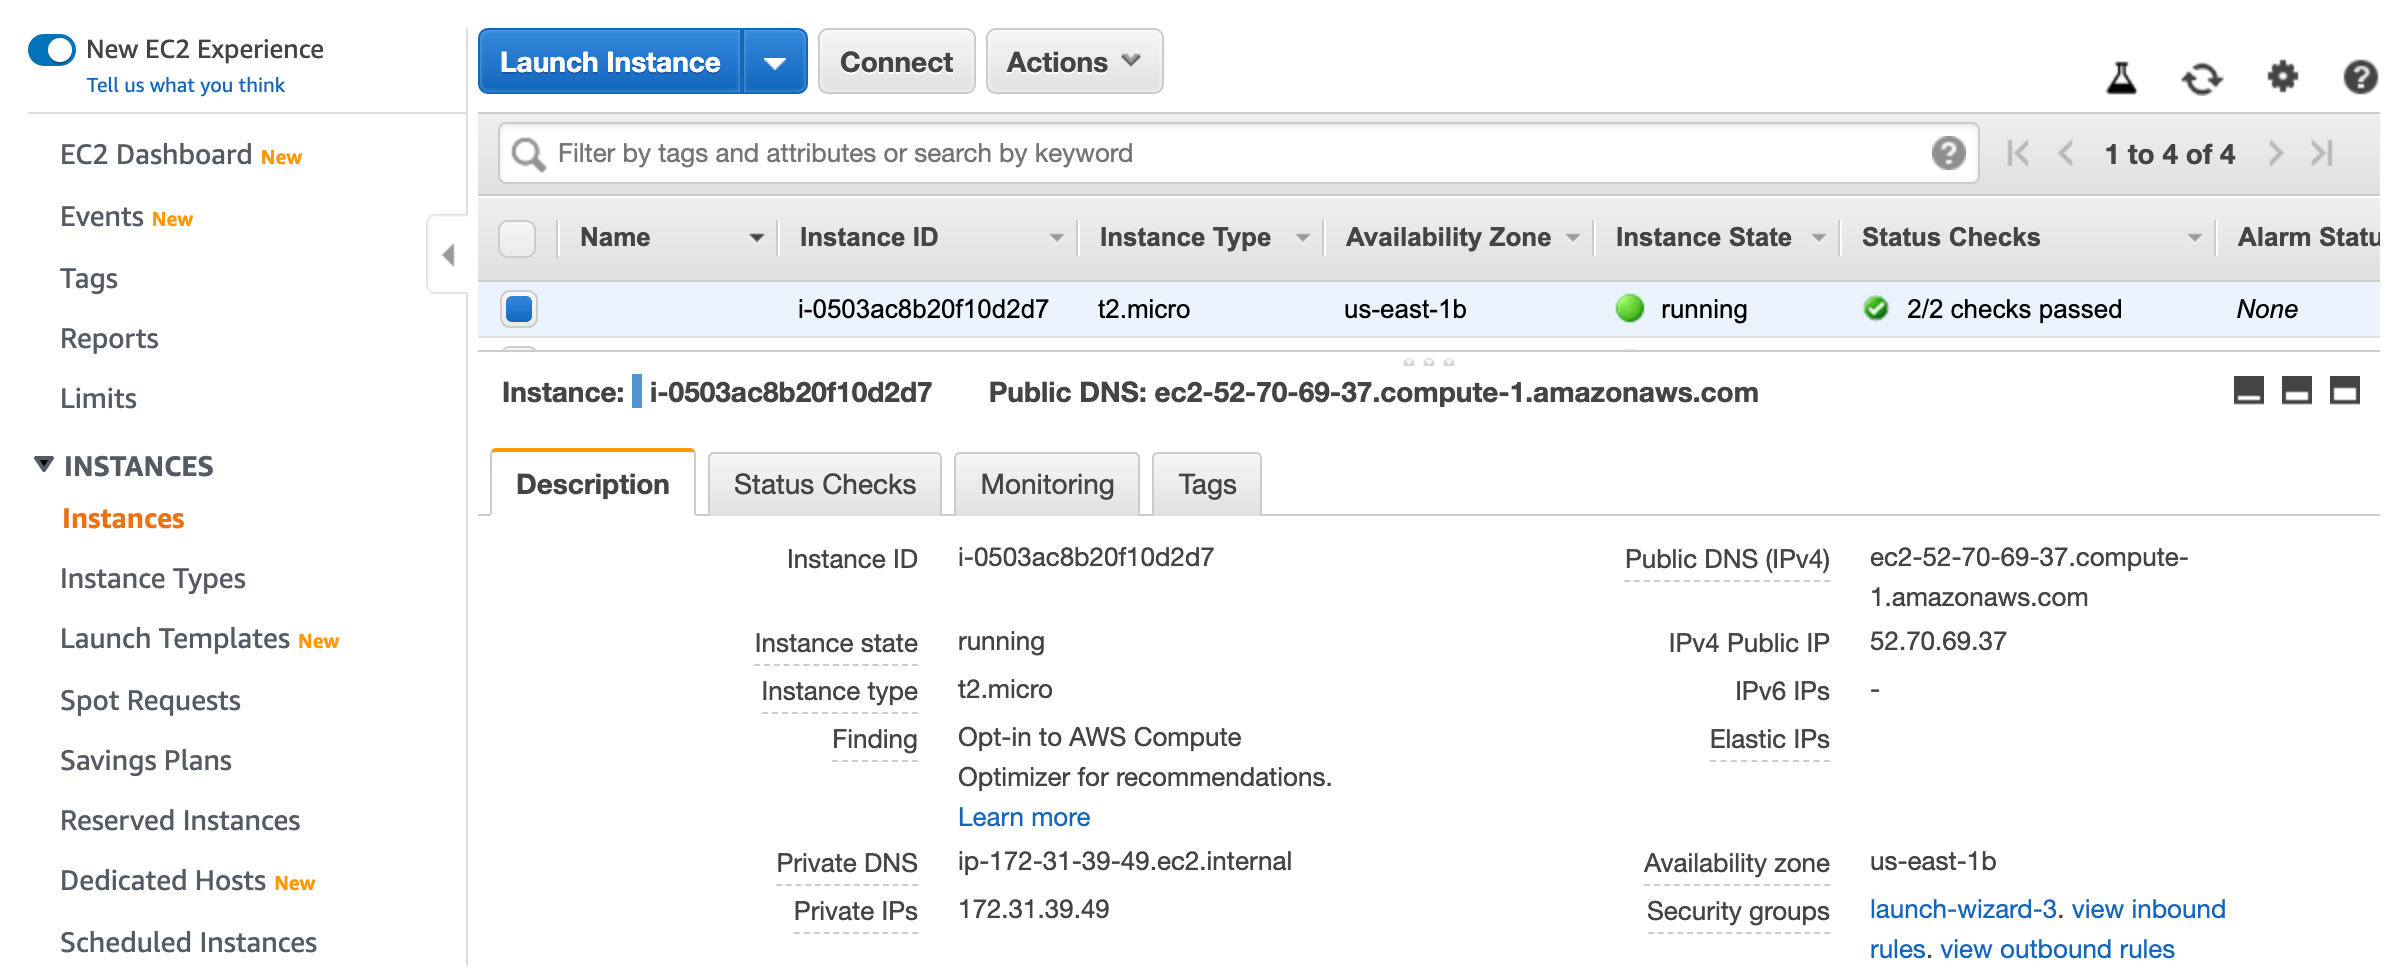 New EC2 Experience
Tell us what you think
EC2 Dashboard New
Events New
Tags
Reports
Limits
INSTANCES
Instances
Instance Types
Launch Templates New
Spot Requests
Savings Plans
Reserved Instances
Dedicated Hosts New
Scheduled Instances
Launch Instance Connect Actions
Filter by tags and attributes or search by keyword 1 to 4 of 4
Name Instance ID Instance Type Availability Zone Instance State Status Checks Alarm Statu
i-0503ac8b20f10d2d7 t2.micro us-east-1b running 2/2 checks passed None
Instance: i-0503ac8b20f10d2d7 Public DNS: ec2-52-70-69-37.compute-1.amazonaws.com
Description Status Checks Monitoring Tags
Instance ID i-0503ac8b20f10d2d7
Instance state running
Instance type t2.micro
Finding Opt-in to AWS Compute
Optimizer for recommendations.
Learn more
Private DNS ip-172-31-39-49.ec2.internal
Private IPs 172.31.39.49
Public DNS (IPv4) ec2-52-70-69-37.compute-
1.amazonaws.com
IPv4 Public IP 52.70.69.37
IPv6 IPs -
Elastic IPs
Availability zone us-east-1b
Security groups launch-wizard-3. view inbound
rules. view outbound rules